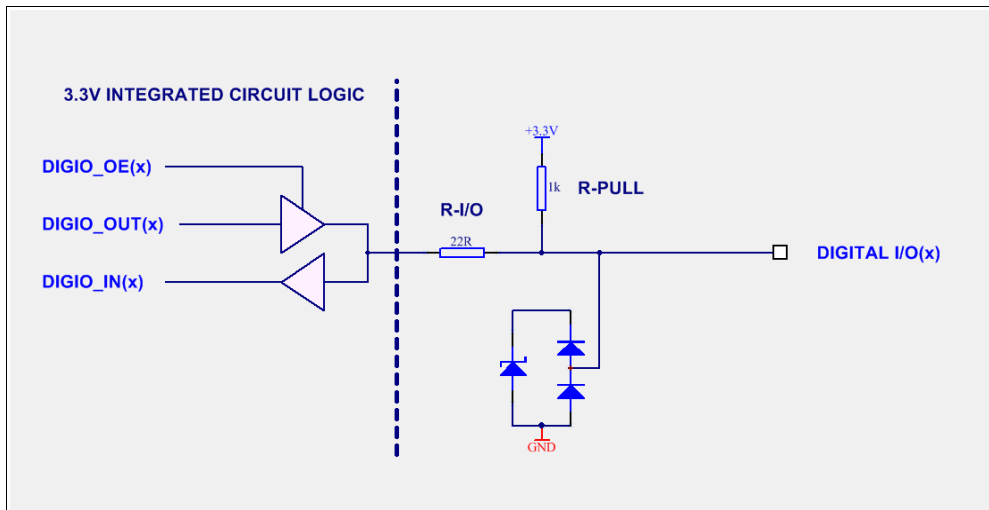 3.3V INTEGRATED CIRCUIT LOGIC
+3.3V
DIGIO_OE(x)
1k
R-PULL
R-I/O
DIGIO_OUT(x)
22R
DIGITAL I/O(x)
DIGIO_IN(x)
GND